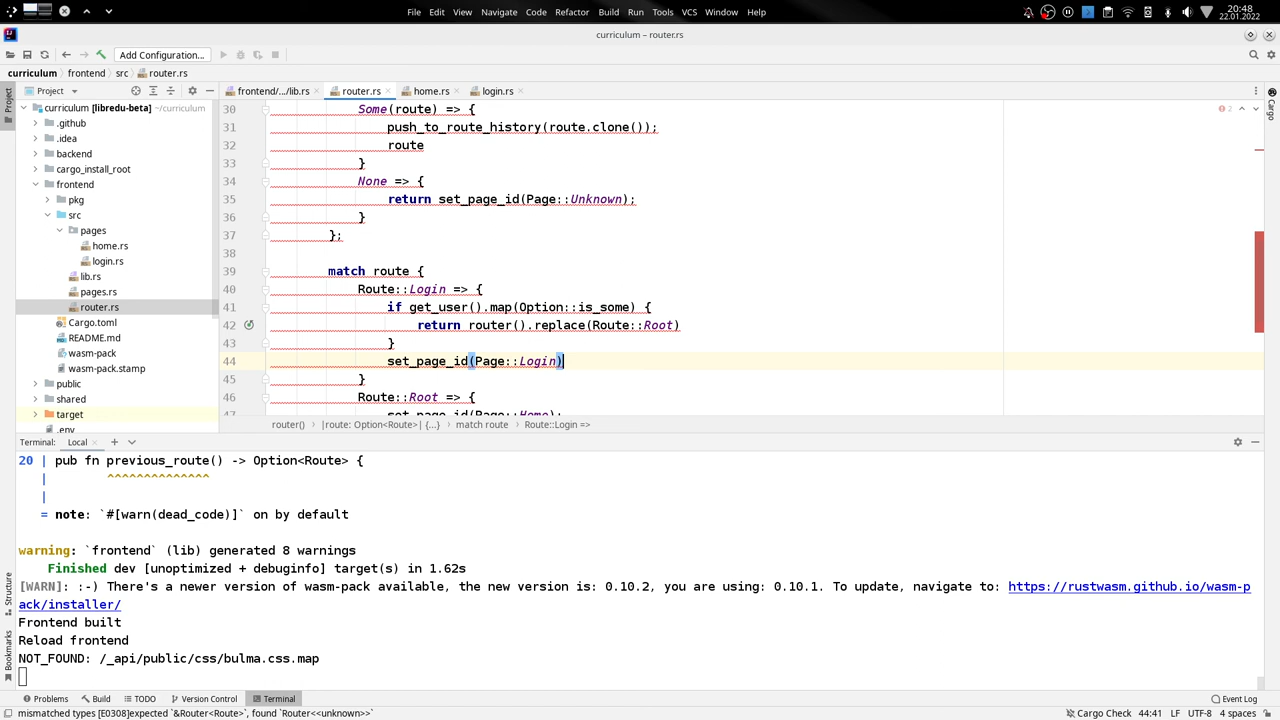 File Edit View Navigate Code Refactor Build Run Tools VCS Window Help
20:48
22.01.2022
curriculum – router.rs
Add Configuration...
curriculum frontend src router.rs
Project
frontend/.../lib.rs router.rs home.rs login.rs
Project
Cargo
curriculum [libredu-beta] ~/curriculum
.github
.idea
backend
cargo_install_root
frontend
pkg
src
pages
home.rs
login.rs
lib.rs
pages.rs
router.rs
Cargo.toml
README.md
wasm-pack
wasm-pack.stamp
public
shared
target
.env
2
30 Some(route) => {
31 push_to_route_history(route.clone());
32 route
33 }
34 None => {
35 return set_page_id(Page::Unknown);
36 }
37 };
38
39 match route {
40 Route::Login => {
41 if get_user().map(Option::is_some) {
42 return router().replace(Route::Root)
43 }
44 set_page_id(Page::Login)
45 }
46 Route::Root => {
47 set_page_id(Page::Home);
router() |route: Option<Route>| {...} match route Route::Login =>
Terminal: Local
20 | pub fn previous_route() -> Option<Route> {
| ^^^^^^^^^^^^^^
|
= note: `#[warn(dead_code)]` on by default
warning: `frontend` (lib) generated 8 warnings
Finished dev [unoptimized + debuginfo] target(s) in 1.62s
[WARN]: :-) There's a newer version of wasm-pack available, the new version is: 0.10.2, you are using: 0.10.1. To update, navigate to: https://rustwasm.github.io/wasm-p
ack/installer/
Frontend built
Reload frontend
NOT_FOUND: /_api/public/css/bulma.css.map
Structure
Bookmarks
Problems Build TODO Version Control Terminal Event Log
mismatched types [E0308]expected `&Router<Route>`, found `Router<<unknown>>` Cargo Check 44:41 LF UTF-8 4 spaces